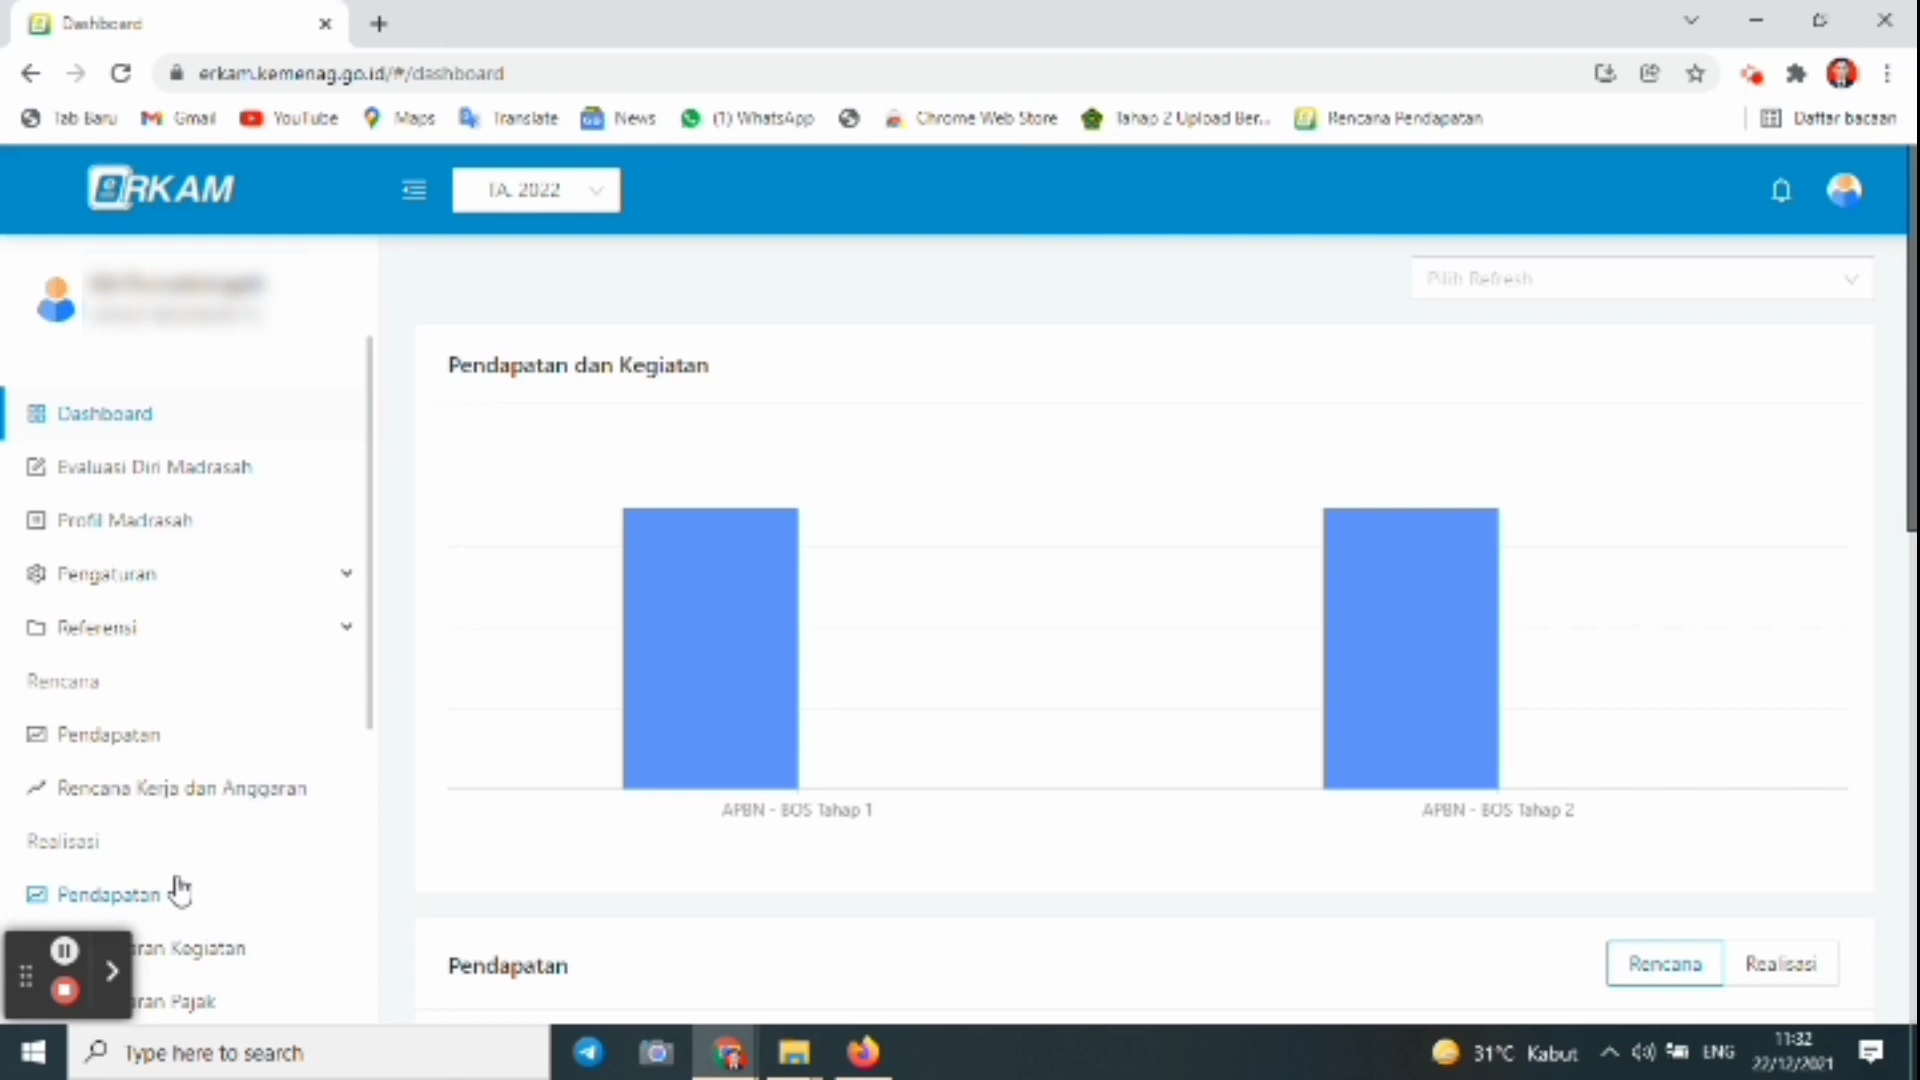 Dashboard
erkam.kemenag.go.id/#/dashboard
Tab Baru Gmail YouTube Maps Translate News (1) WhatsApp Chrome Web Store Tahap 2 Upload Ber... Rencana Pendapatan Daftar bacaan
eRKAM TA. 2022
Pilih Refresh
Pendapatan dan Kegiatan
Dashboard
Evaluasi Diri Madrasah
Profil Madrasah
Pengaturan
Referensi
Rencana
Pendapatan
Rencana Kerja dan Anggaran
Realisasi
Pendapatan
aran Kegiatan
aran Pajak
APBN - BOS Tahap 1
APBN - BOS Tahap 2
Pendapatan
Rencana Realisasi
Type here to search
31°C Kabut ENG
11:32
22/12/2021